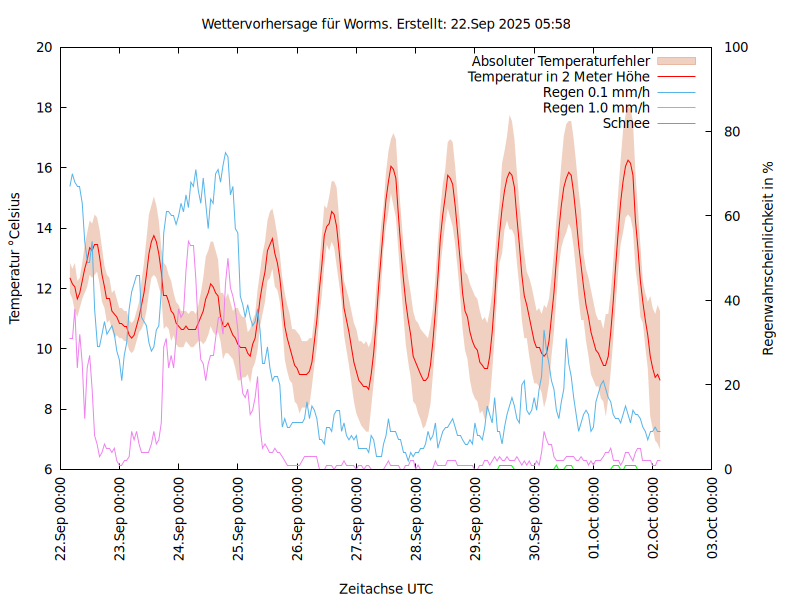 Wettervorhersage für Worms. Erstellt: 22.Sep 2025 05:58
Absoluter Temperaturfehler
Temperatur in 2 Meter Höhe
Regen 0.1 mm/h
Regen 1.0 mm/h
Schnee
Temperatur °Celsius
20
18
16
14
12
10
8
6
100
80
60
40
20
0
Regenwahrscheinlichkeit in %
22.Sep 00:00
23.Sep 00:00
24.Sep 00:00
25.Sep 00:00
26.Sep 00:00
27.Sep 00:00
28.Sep 00:00
29.Sep 00:00
30.Sep 00:00
01.Oct 00:00
02.Oct 00:00
03.Oct 00:00
Zeitachse UTC